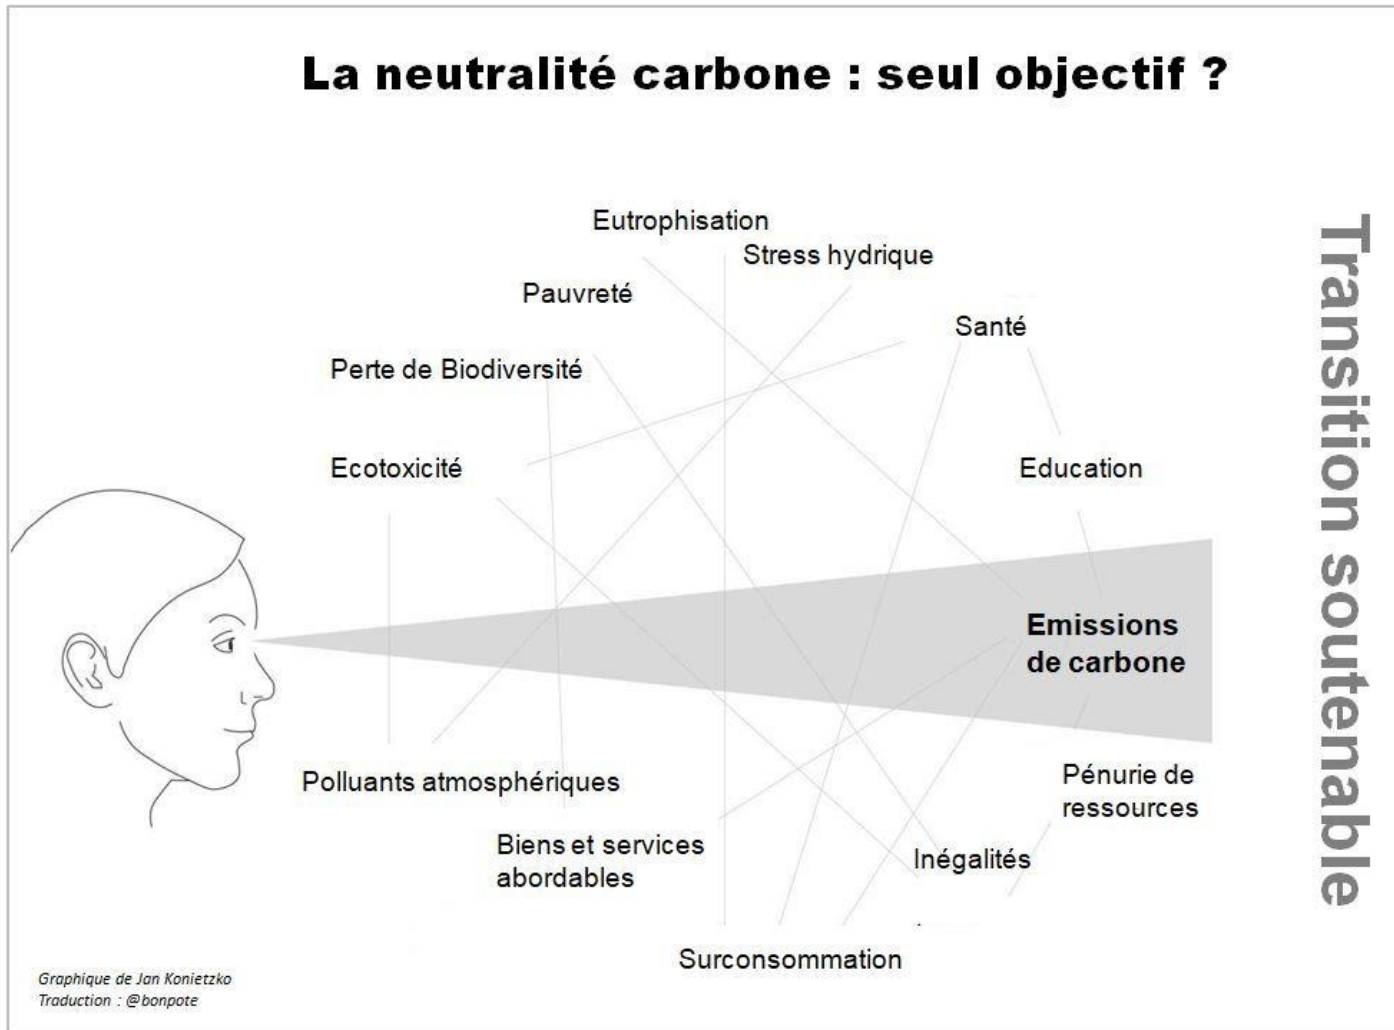 La neutralité carbone : seul objectif ?
Eutrophisation
Stress hydrique
Pauvreté
Santé
Perte de Biodiversité
Ecotoxicité
Education
Emissions
de carbone
Polluants atmosphériques
Pénurie de
ressources
Biens et services
abordables
Inégalités
Surconsommation
Transition soutenable
Graphique de Jan Konietzko
Traduction : @bonpote